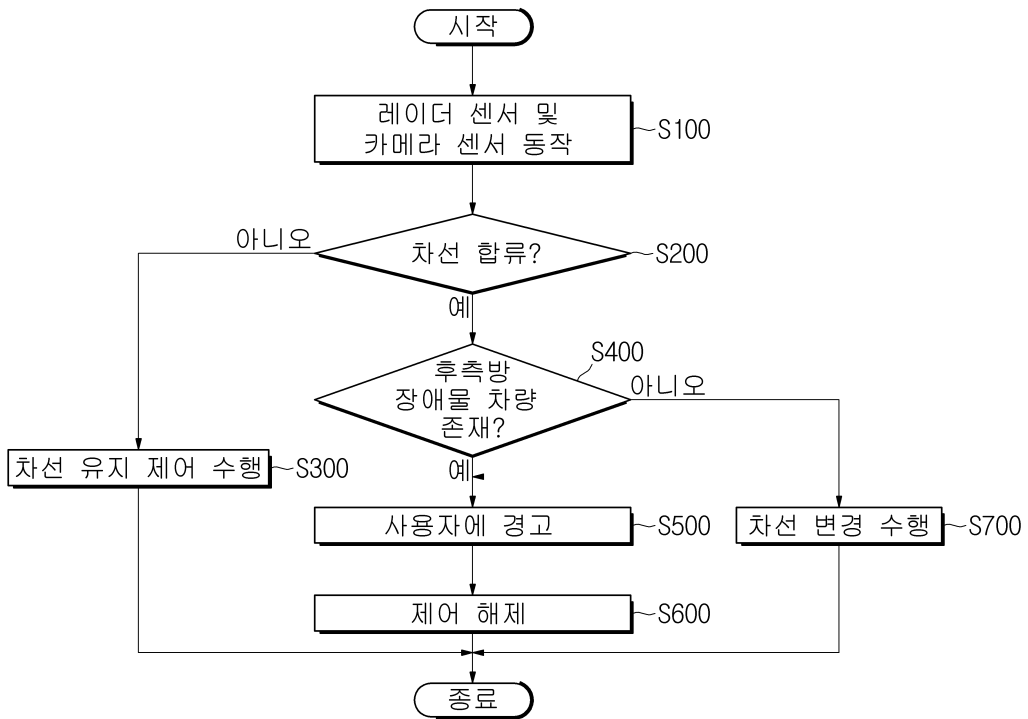 시작
레이더 센서 및
카메라 센서 동작
S100
아니오
차선 합류?
S200
예
S400
후측방
장애물 차량
존재?
아니오
차선 유지 제어 수행
S300
예
사용자에 경고
S500
차선 변경 수행
S700
제어 해제
S600
종료